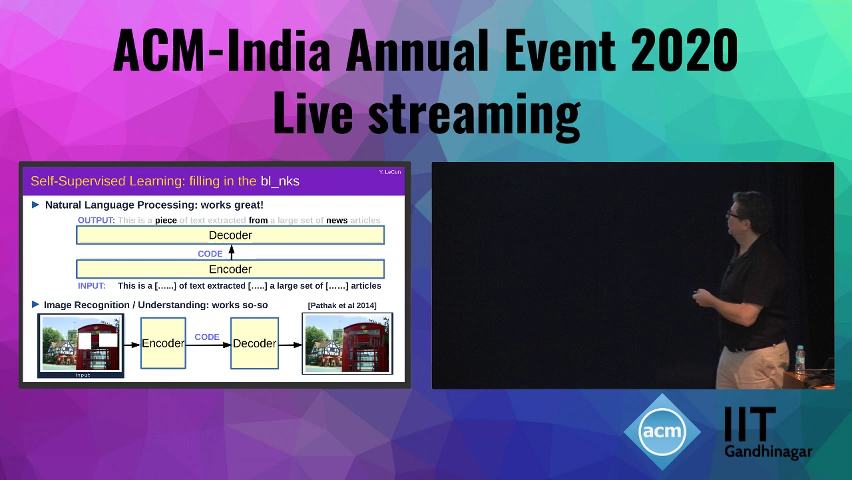 ACM-India Annual Event 2020
Live streaming
Y. LeCun
Self-Supervised Learning: filling in the bl_nks
Natural Language Processing: works great!
OUTPUT: This is a piece of text extracted from a large set of news articles
Decoder
CODE
Encoder
INPUT: This is a [......] of text extracted [.....] a large set of [......] articles
Image Recognition / Understanding: works so-so [Pathak et al 2014]
Encoder CODE Decoder
Input
acm
IIT
Gandhinagar